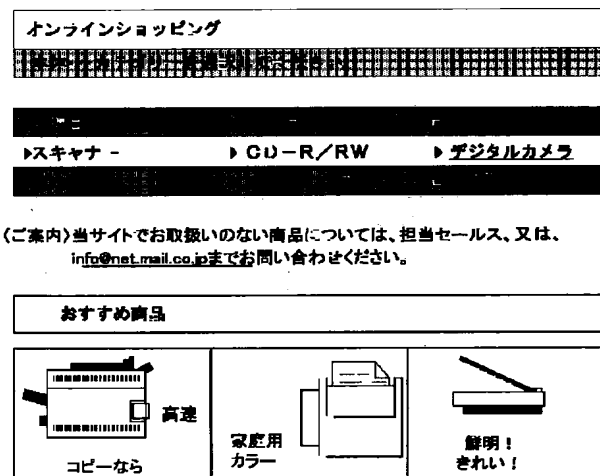 オンラインショッピング
▶スキャナー ▶CD-R/RW ▶デジタルカメラ
〈ご案内〉当サイトでお取扱いのない商品については、担当セールス、又は、
info@net.mail.co.jpまでお問い合わせください。
おすすめ商品
高速
コピーなら
家庭用
カラー
鮮明!
きれい!